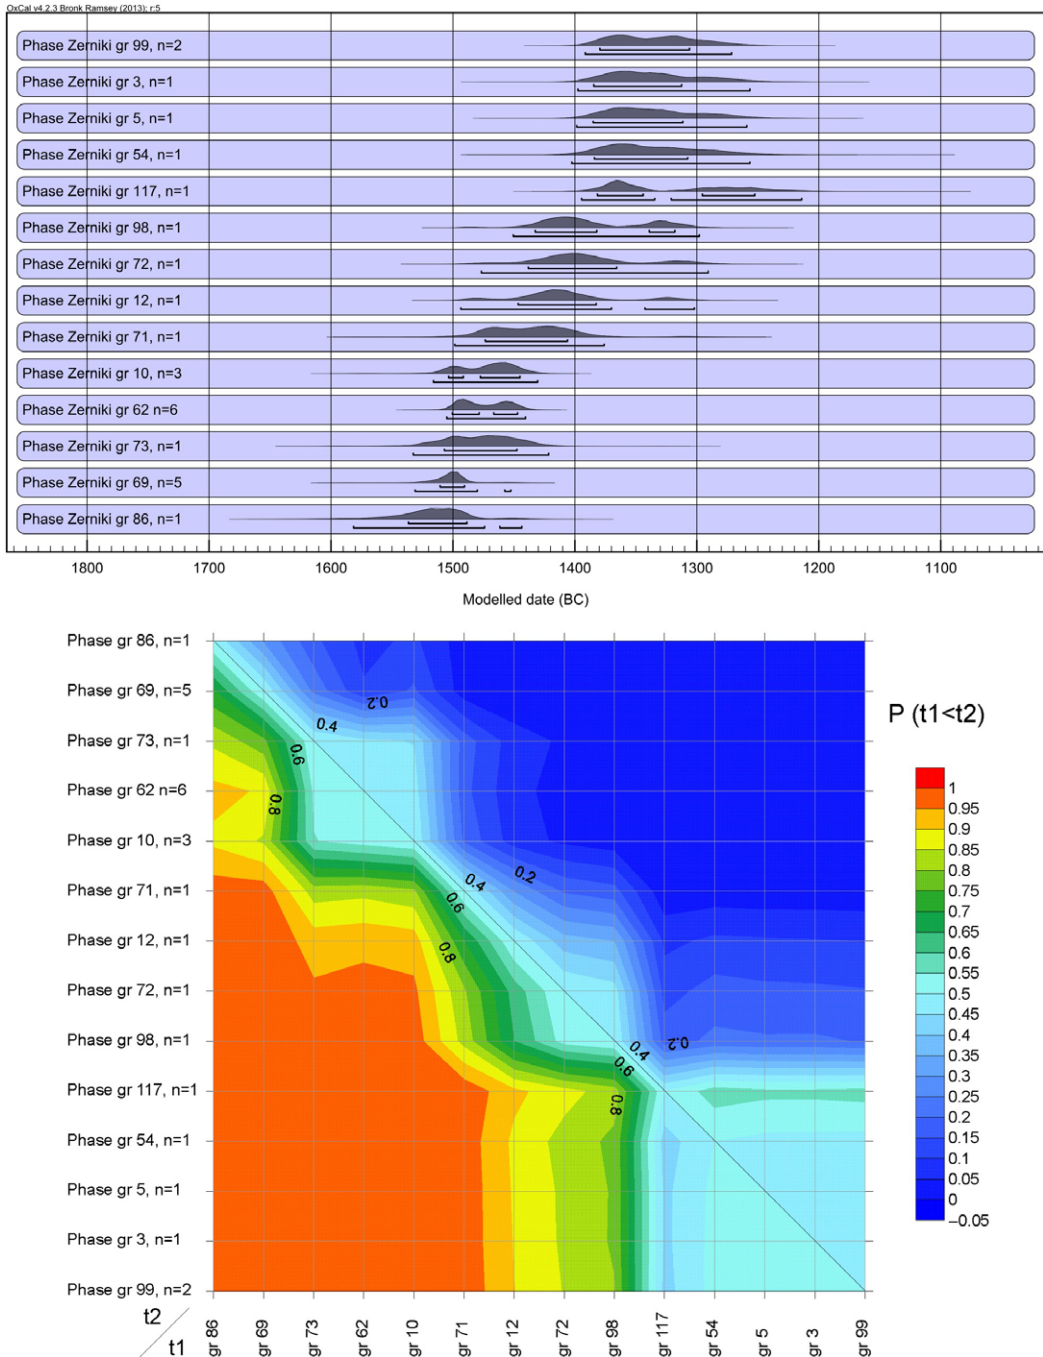 OxCal v4.2.3 Bronk Ramsey (2013); r:5
Phase Zerniki gr 99, n=2
Phase Zerniki gr 3, n=1
Phase Zerniki gr 5, n=1
Phase Zerniki gr 54, n=1
Phase Zerniki gr 117, n=1
Phase Zerniki gr 98, n=1
Phase Zerniki gr 72, n=1
Phase Zerniki gr 12, n=1
Phase Zerniki gr 71, n=1
Phase Zerniki gr 10, n=3
Phase Zerniki gr 62 n=6
Phase Zerniki gr 73, n=1
Phase Zerniki gr 69, n=5
Phase Zerniki gr 86, n=1
1800 1700 1600 1500 1400 1300 1200 1100
Modelled date (BC)
Phase gr 86, n=1
Phase gr 69, n=5
Phase gr 73, n=1
Phase gr 62 n=6
Phase gr 10, n=3
Phase gr 71, n=1
Phase gr 12, n=1
Phase gr 72, n=1
Phase gr 98, n=1
Phase gr 117, n=1
Phase gr 54, n=1
Phase gr 5, n=1
Phase gr 3, n=1
Phase gr 99, n=2
t2
t1
gr 86
gr 69
gr 73
gr 62
gr 10
gr 71
gr 12
gr 72
gr 98
gr 117
gr 54
gr 5
gr 3
gr 99
0.2
0.4
0.6
0.8
0.2
0.4
0.6
0.8
0.2
0.4
0.6
0.8
P (t1<t2)
1
0.95
0.9
0.85
0.8
0.75
0.7
0.65
0.6
0.55
0.5
0.45
0.4
0.35
0.3
0.25
0.2
0.15
0.1
0.05
0
−0.05